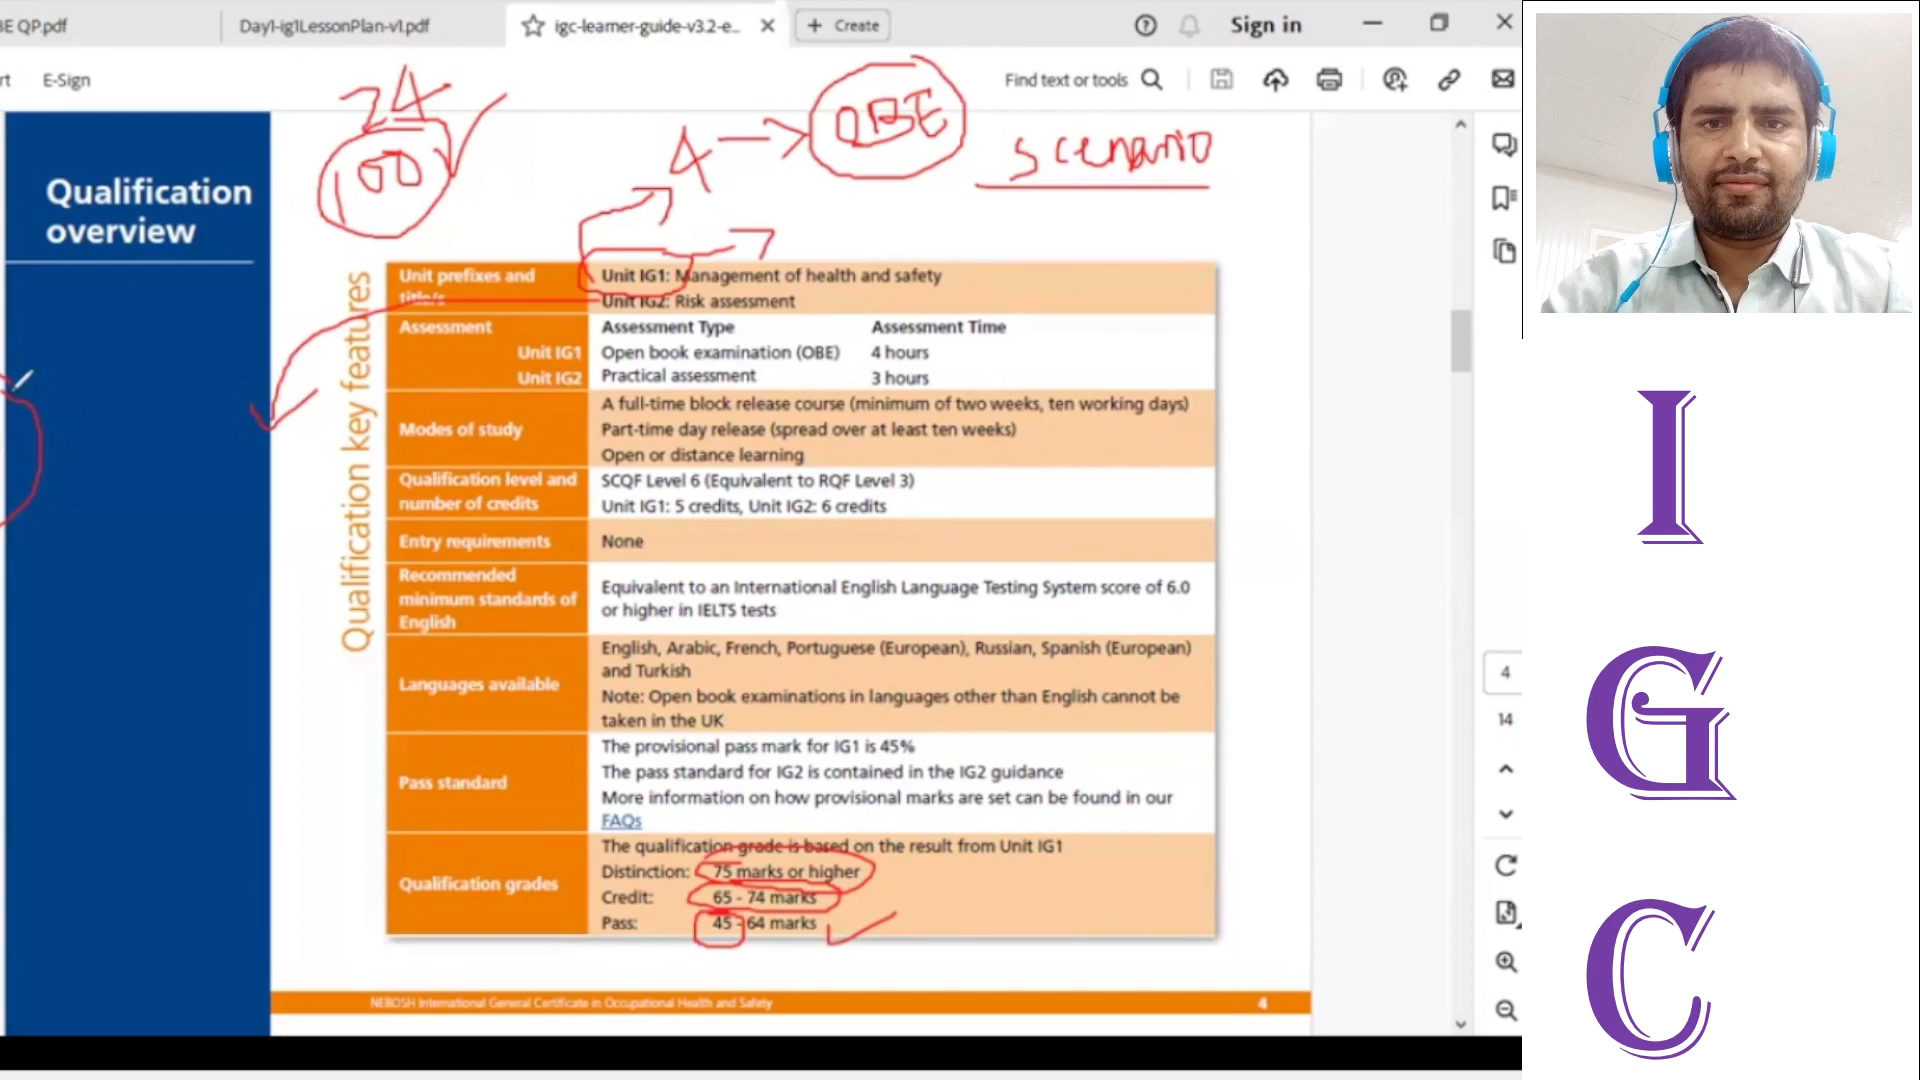 BE QP.pdf
Day1-ig1LessonPlan-v1.pdf
igc-learner-guide-v3.2-e...
Create
Sign in
rt
E-Sign
Find text or tools
24
100
4
OBE
scenario
Qualification
overview
Qualification key features
Unit prefixes and
title/s
Unit IG1: Management of health and safety
Unit IG2: Risk assessment
Assessment
Assessment Type
Assessment Time
Unit IG1
Open book examination (OBE)
4 hours
Unit IG2
Practical assessment
3 hours
Modes of study
A full-time block release course (minimum of two weeks, ten working days)
Part-time day release (spread over at least ten weeks)
Open or distance learning
Qualification level and
number of credits
SCQF Level 6 (Equivalent to RQF Level 3)
Unit IG1: 5 credits, Unit IG2: 6 credits
Entry requirements
None
Recommended
minimum standards of
English
Equivalent to an International English Language Testing System score of 6.0
or higher in IELTS tests
Languages available
English, Arabic, French, Portuguese (European), Russian, Spanish (European)
and Turkish
Note: Open book examinations in languages other than English cannot be
taken in the UK
Pass standard
The provisional pass mark for IG1 is 45%
The pass standard for IG2 is contained in the IG2 guidance
More information on how provisional marks are set can be found in our
FAQs
Qualification grades
The qualification grade is based on the result from Unit IG1
Distinction: 75 marks or higher
Credit: 65 - 74 marks
Pass: 45 - 64 marks
NEBOSH International General Certificate in Occupational Health and Safety
4
4
14
I
G
C